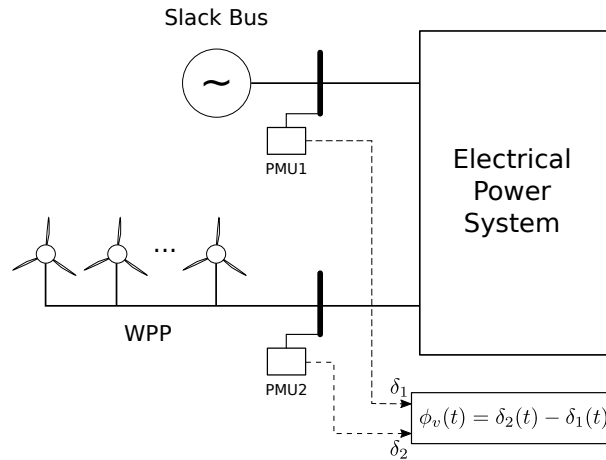 Slack Bus
~
PMU1
Electrical
Power
System
...
WPP
PMU2
δ₁
δ₂
ϕᵥ(t) = δ₂(t) − δ₁(t)